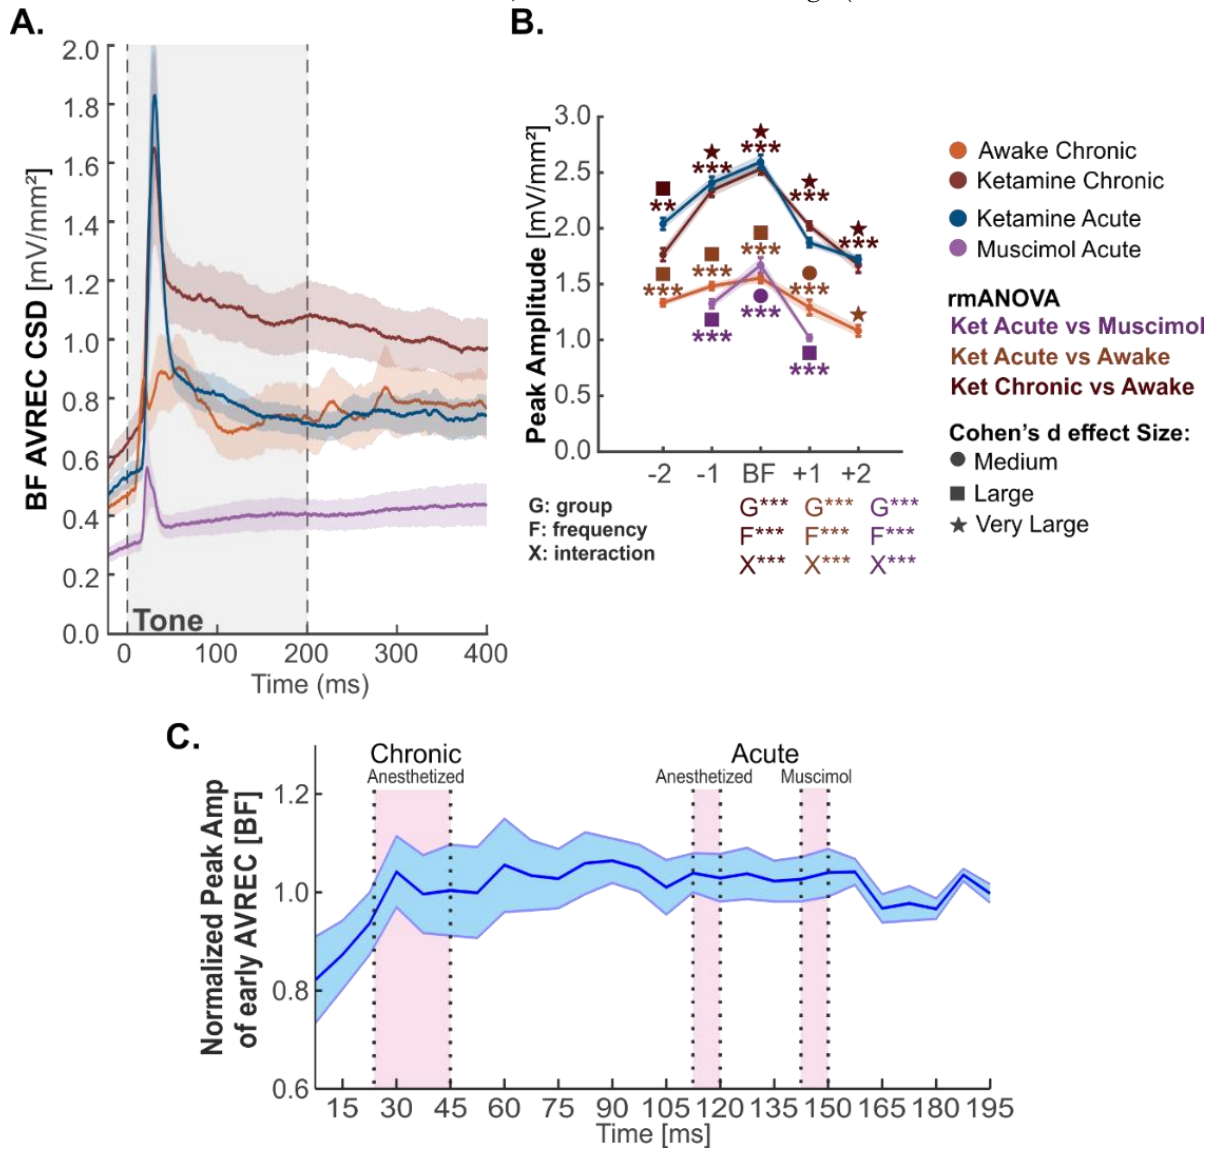 A.
BF AVREC CSD [mV/mm²]
2.0
1.8
1.6
1.4
1.2
1.0
0.8
0.6
0.4
0.2
0.0
Tone
0 100 200 300 400
Time (ms)
B.
Peak Amplitude [mV/mm²]
3.0
2.5
2.0
1.5
1.0
0.5
0.0
** *** *** *** ***
*** *** *** ***
*** *** ***
-2 -1 BF +1 +2
G: group
F: frequency
X: interaction
G*** G*** G***
F*** F*** F***
X*** X*** X***
Awake Chronic
Ketamine Chronic
Ketamine Acute
Muscimol Acute
rmANOVA
Ket Acute vs Muscimol
Ket Acute vs Awake
Ket Chronic vs Awake
Cohen's d effect Size:
Medium
Large
Very Large
C.
Normalized Peak Amp
of early AVREC [BF]
1.2
1.0
0.8
0.6
Chronic
Anesthetized
Acute
Anesthetized Muscimol
15 30 45 60 75 90 105 120 135 150 165 180 195
Time [ms]